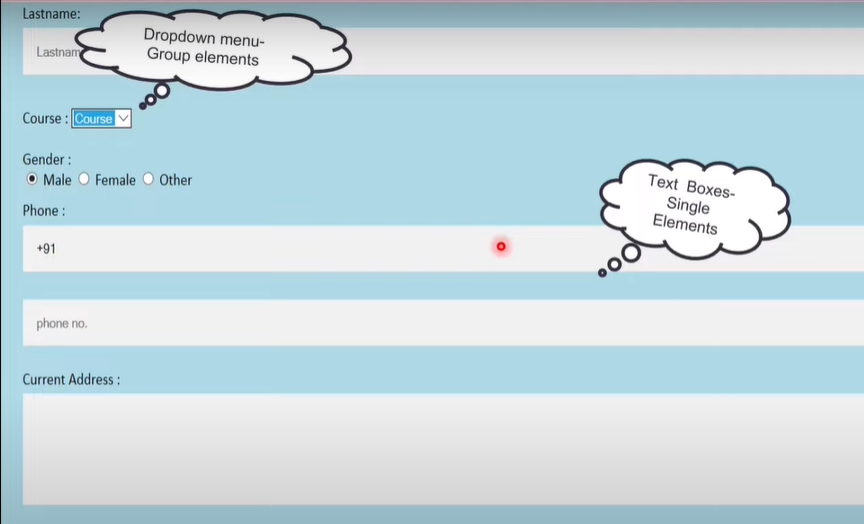 Lastname:
Lastnam
Dropdown menu-
Group elements
Course : Course
Gender :
Male Female Other
Phone :
Text Boxes-
Single
Elements
+91
phone no.
Current Address :